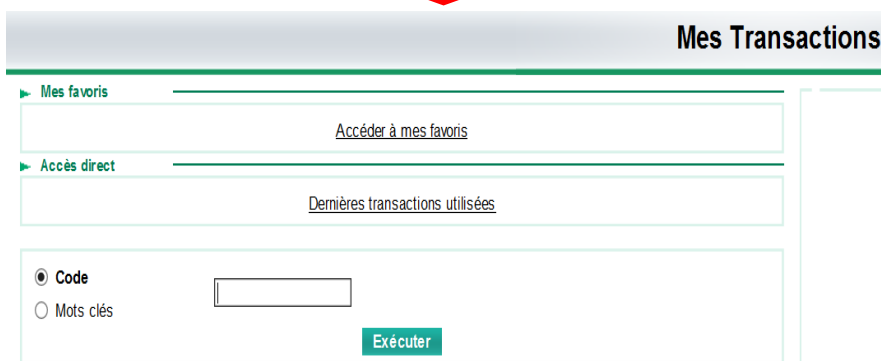 Mes Transactions
Mes favoris
Accéder à mes favoris
Accès direct
Dernières transactions utilisées
Code
Mots clés
Exécuter